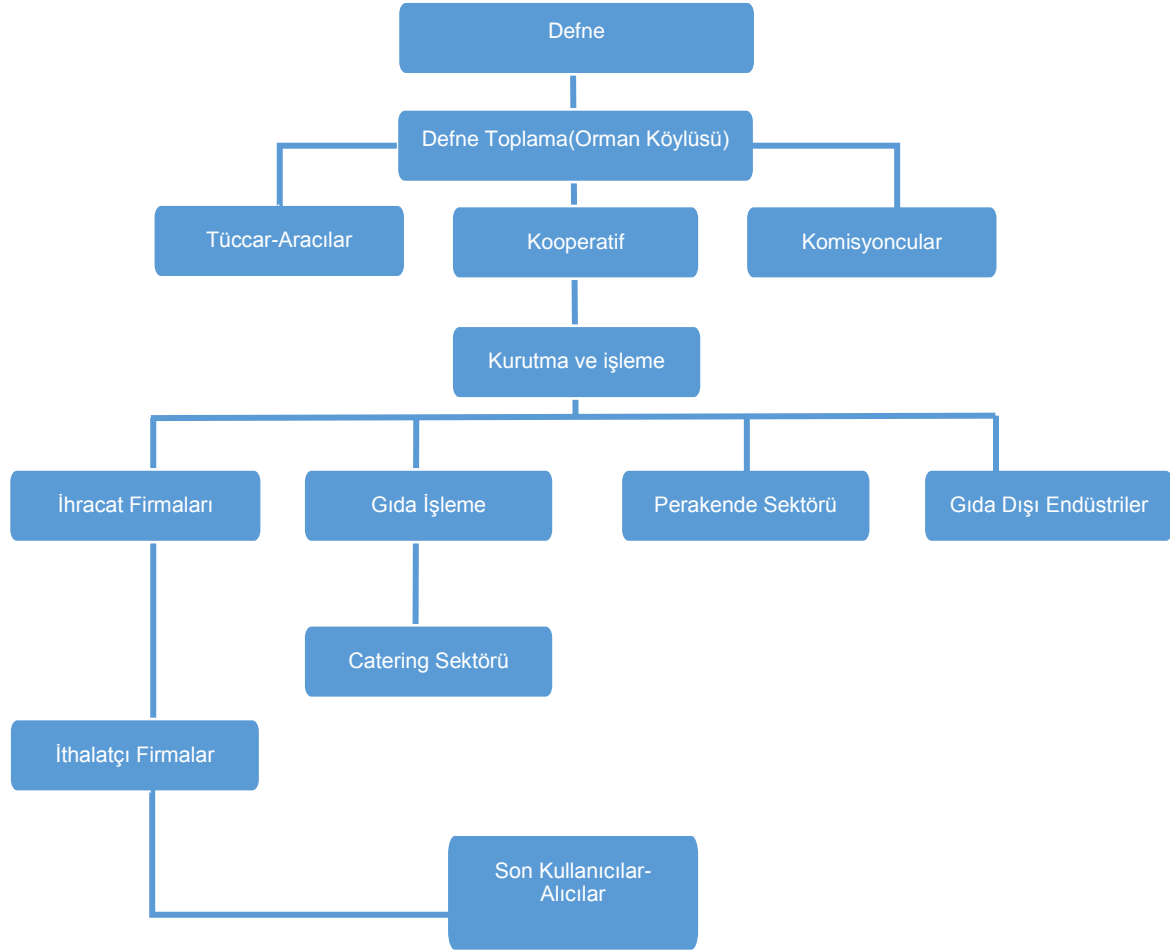 Defne
Defne Toplama(Orman Köylüsü)
Tüccar-Aracılar
Kooperatif
Komisyoncular
Kurutma ve işleme
İhracat Firmaları
Gıda İşleme
Perakende Sektörü
Gıda Dışı Endüstriler
Catering Sektörü
İthalatçı Firmalar
Son Kullanıcılar-
Alıcılar